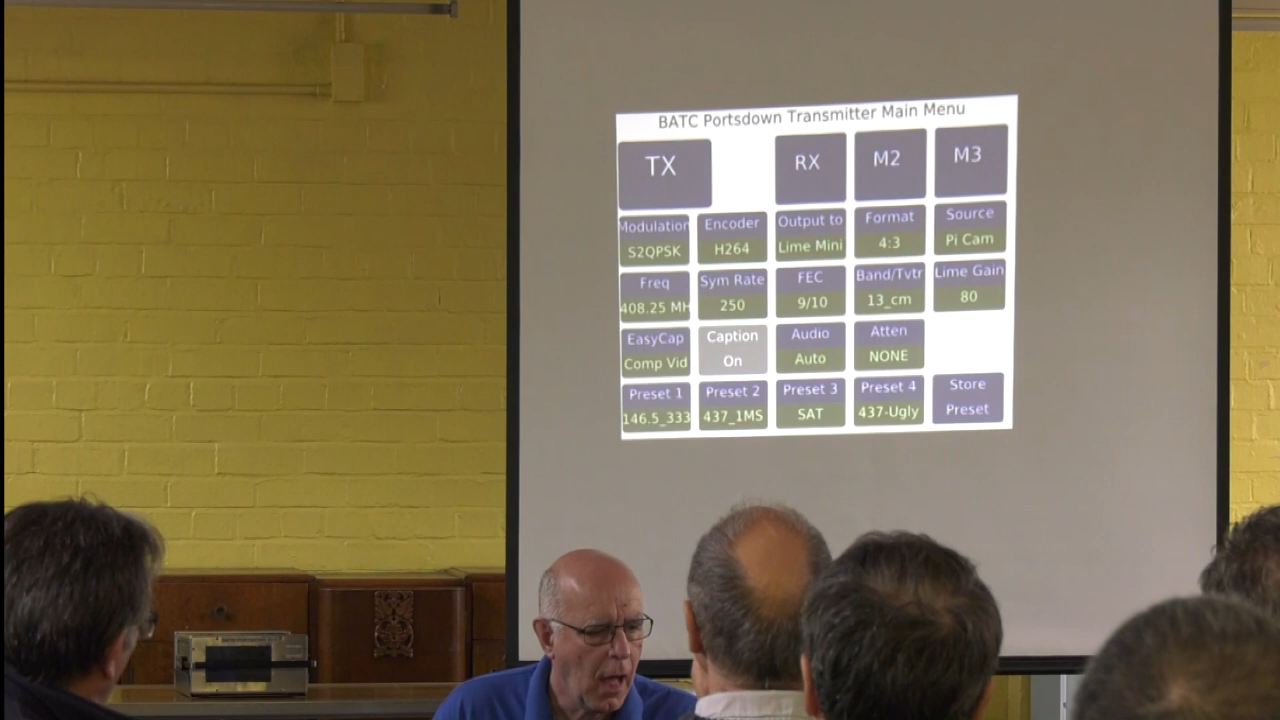 BATC Portsdown Transmitter Main Menu
TX RX M2 M3
Modulation Encoder Output to Format Source
S2QPSK H264 Lime Mini 4:3 Pi Cam
Freq Sym Rate FEC Band/Tvtr Lime Gain
408.25 MH 250 9/10 13_cm 80
EasyCap Caption Audio Atten
Comp Vid On Auto NONE
Preset 1 Preset 2 Preset 3 Preset 4 Store
146.5_333 437_1MS SAT 437-Ugly Preset